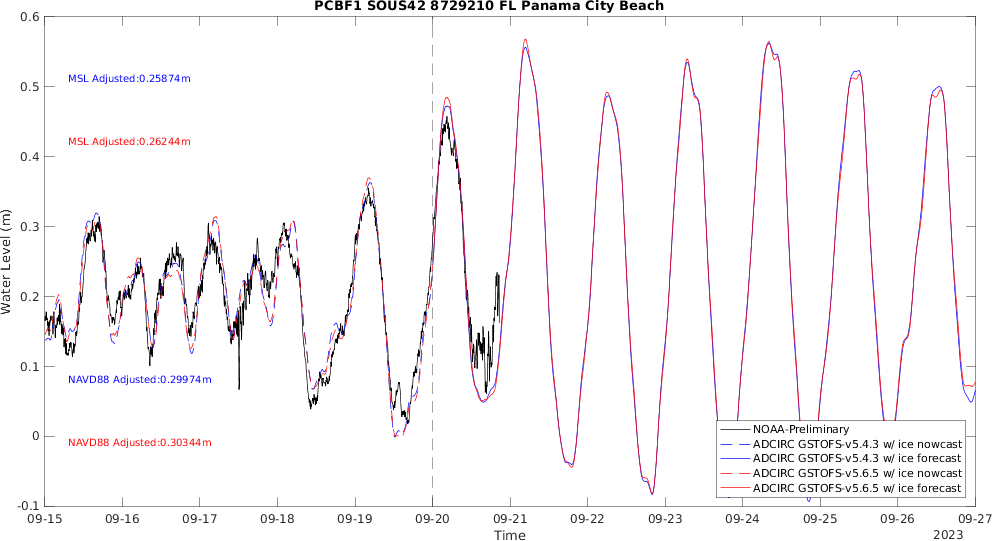 PCBF1 SOUS42 8729210 FL Panama City Beach
0.6
0.5
0.4
0.3
0.2
0.1
0
-0.1
Water Level (m)
MSL Adjusted:0.25874m
MSL Adjusted:0.26244m
NAVD88 Adjusted:0.29974m
NAVD88 Adjusted:0.30344m
NOAA-Preliminary
ADCIRC GSTOFS-v5.4.3 w/ ice nowcast
ADCIRC GSTOFS-v5.4.3 w/ ice forecast
ADCIRC GSTOFS-v5.6.5 w/ ice nowcast
ADCIRC GSTOFS-v5.6.5 w/ ice forecast
09-15 09-16 09-17 09-18 09-19 09-20 09-21 09-22 09-23 09-24 09-25 09-26 09-27
Time
2023